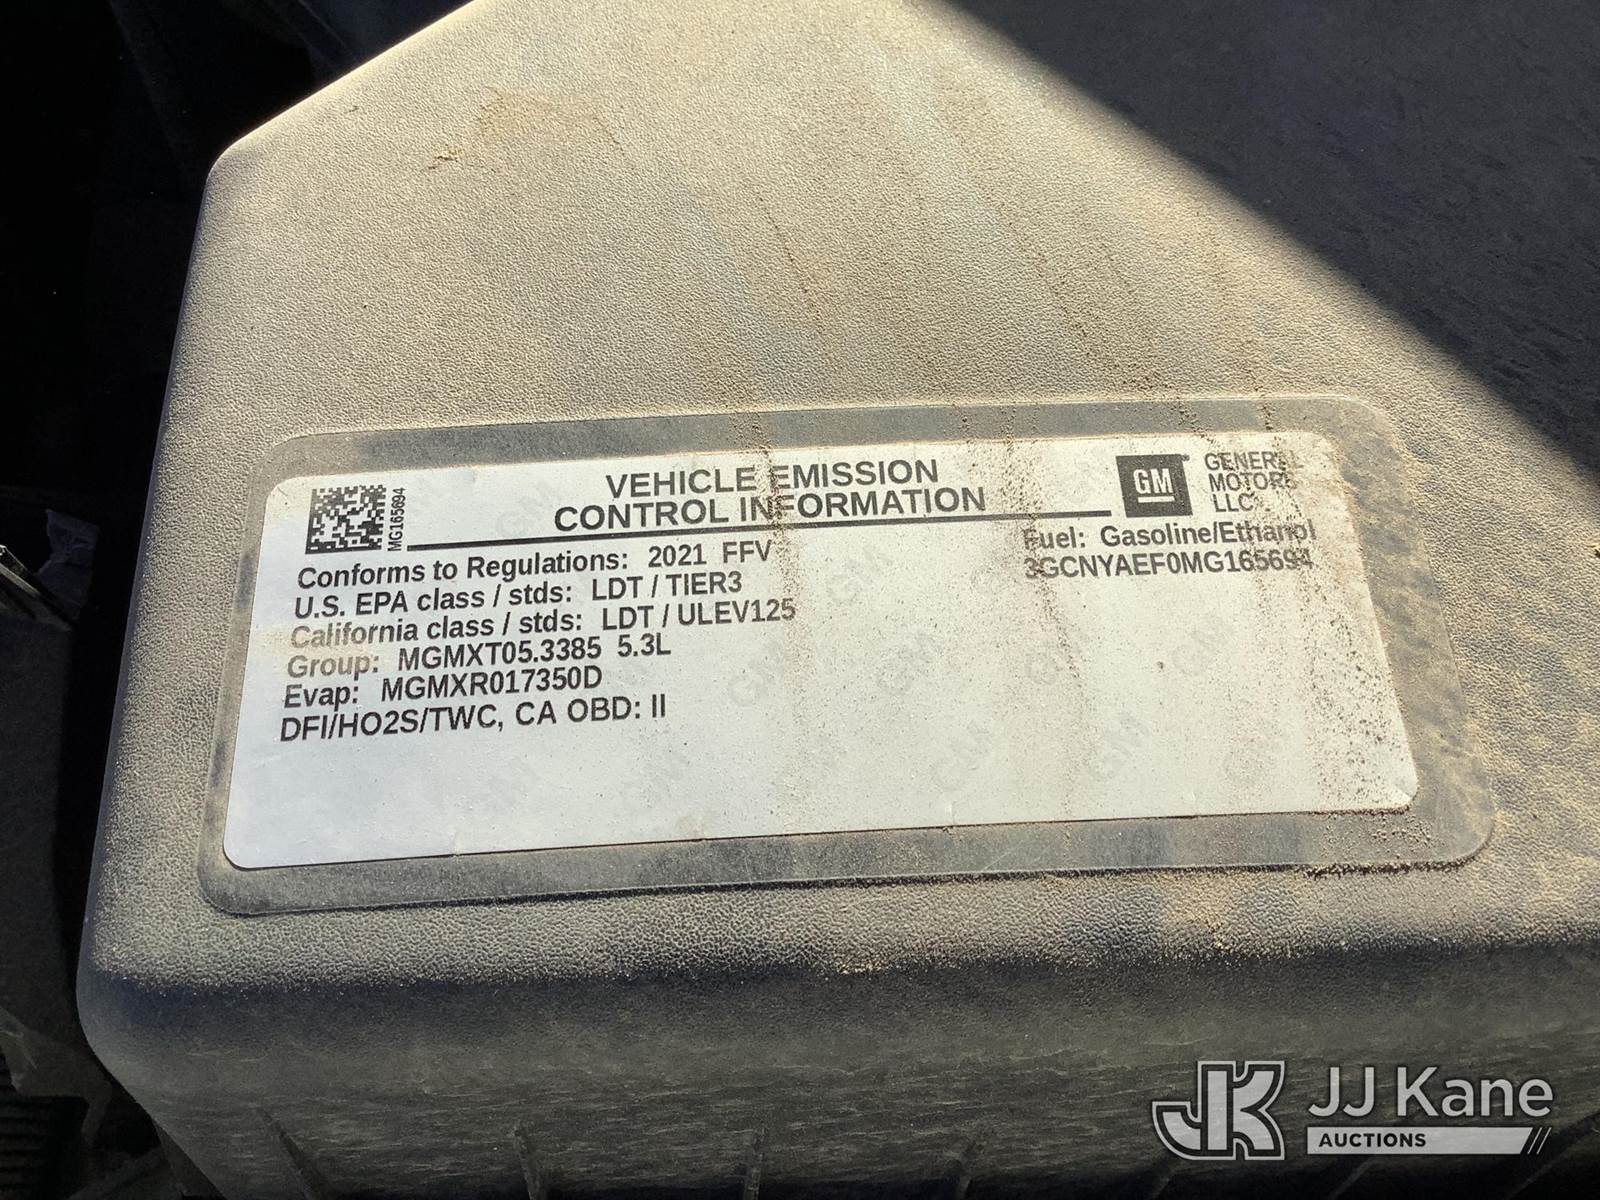 MG165694
VEHICLE EMISSION
CONTROL INFORMATION
GM
GENERAL
MOTORS
LLC
Conforms to Regulations: 2021 FFV
Fuel: Gasoline/Ethanol
U.S. EPA class / stds: LDT / TIER3
3GCNYAEF0MG165694
California class / stds: LDT / ULEV125
Group: MGMXT05.3385 5.3L
Evap: MGMXR017350D
DFI/HO2S/TWC, CA OBD: II
JK JJ Kane
AUCTIONS